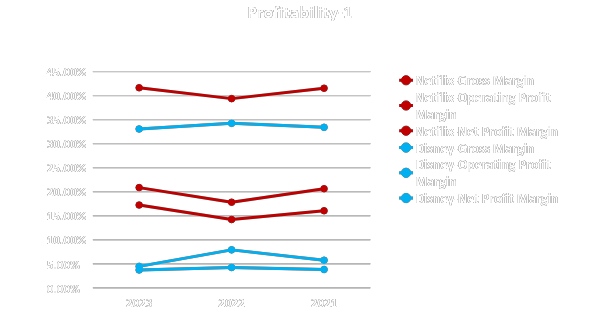 Profitability-1
45.00%
40.00%
35.00%
30.00%
25.00%
20.00%
15.00%
10.00%
5.00%
0.00%
2023
2022
2021
Netflix Gross Margin
Netflix Operating Profit
Margin
Netflix Net Profit Margin
Disney Gross Margin
Disney Operating Profit
Margin
Disney Net Profit Margin